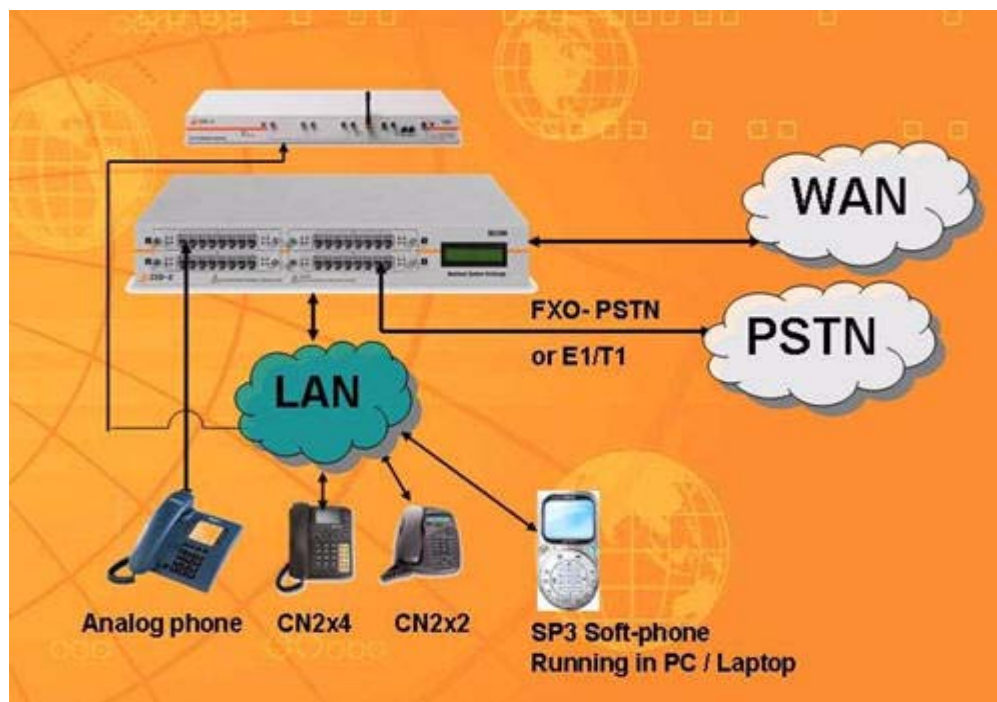 WAN
FXO- PSTN
or E1/T1
PSTN
LAN
Analog phone
CN2x4
CN2x2
SP3 Soft-phone
Running in PC / Laptop